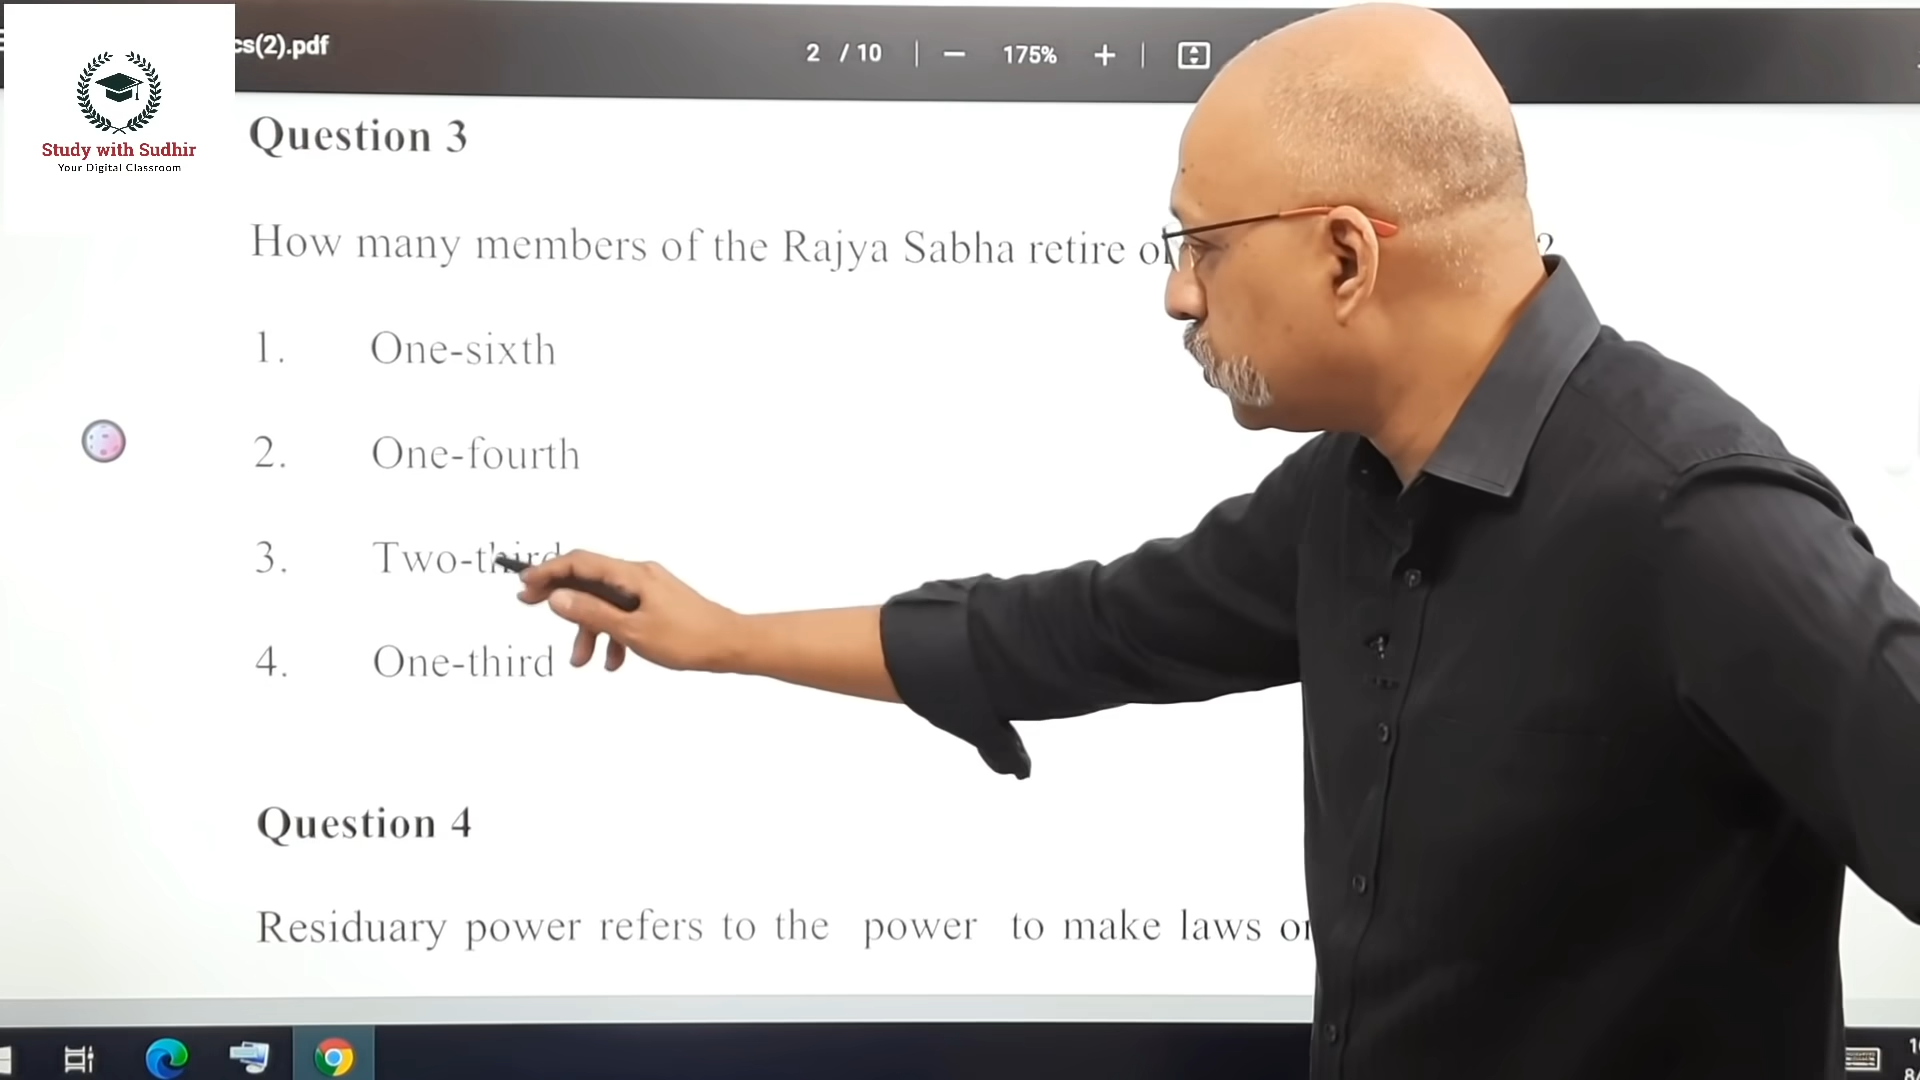 cs(2).pdf
2 / 10
175%
Study with Sudhir
Your Digital Classroom
Question 3
How many members of the Rajya Sabha retire ?
1. One-sixth
2. One-fourth
3. Two-third
4. One-third
Question 4
Residuary power refers to the power to make laws